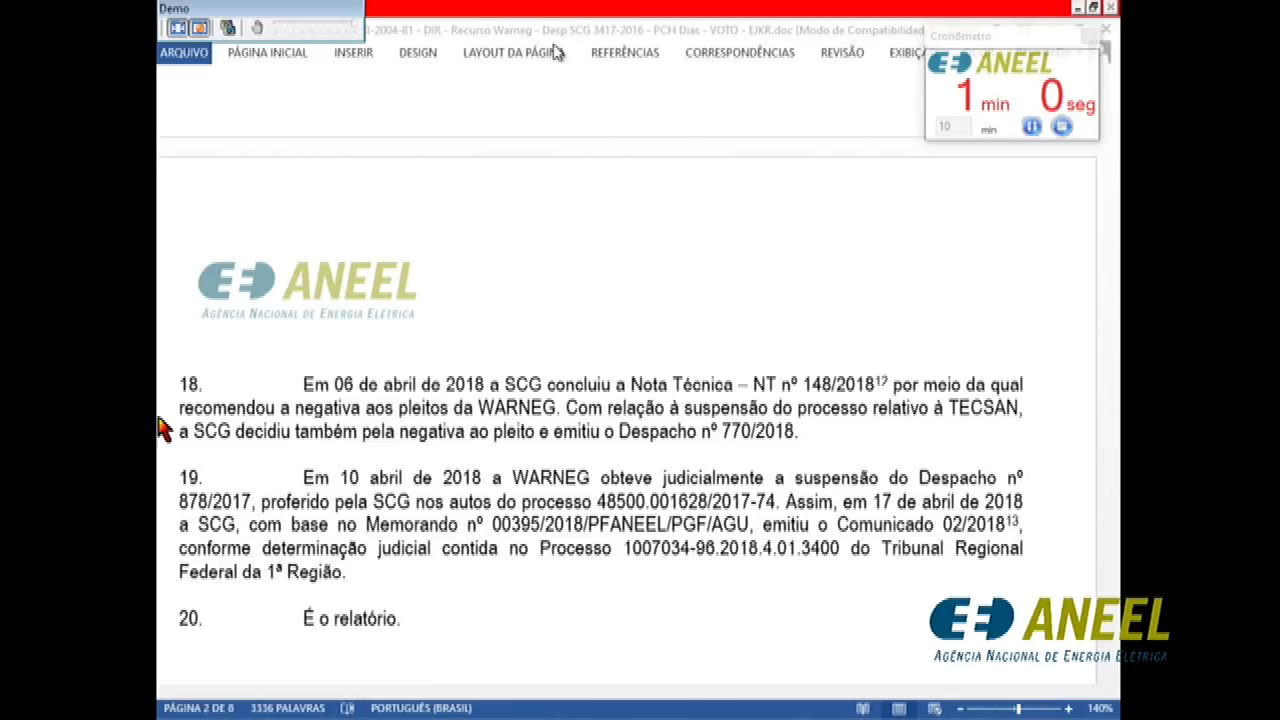 Demo
-2004-81 - DIR - Recurso Warneg - Desp SCG 3417-2016 - PCH Dias - VOTO - EJKR.doc [Modo de Compatibilidad
Cronômetro
ARQUIVO PÁGINA INICIAL INSERIR DESIGN LAYOUT DA PÁGIN REFERÊNCIAS CORRESPONDÊNCIAS REVISÃO EXIBIÇ
ANEEL
1 min 0 seg
10 min
ANEEL
AGÊNCIA NACIONAL DE ENERGIA ELÉTRICA
18. Em 06 de abril de 2018 a SCG concluiu a Nota Técnica – NT nº 148/2018¹² por meio da qual
recomendou a negativa aos pleitos da WARNEG. Com relação à suspensão do processo relativo à TECSAN,
a SCG decidiu também pela negativa ao pleito e emitiu o Despacho nº 770/2018.
19. Em 10 abril de 2018 a WARNEG obteve judicialmente a suspensão do Despacho nº
878/2017, proferido pela SCG nos autos do processo 48500.001628/2017-74. Assim, em 17 de abril de 2018
a SCG, com base no Memorando nº 00395/2018/PFANEEL/PGF/AGU, emitiu o Comunicado 02/2018¹³,
conforme determinação judicial contida no Processo 1007034-96.2018.4.01.3400 do Tribunal Regional
Federal da 1ª Região.
20. É o relatório.
ANEEL
AGÊNCIA NACIONAL DE ENERGIA ELÉTRICA
PÁGINA 2 DE 8 3336 PALAVRAS PORTUGUÊS (BRASIL) 140%